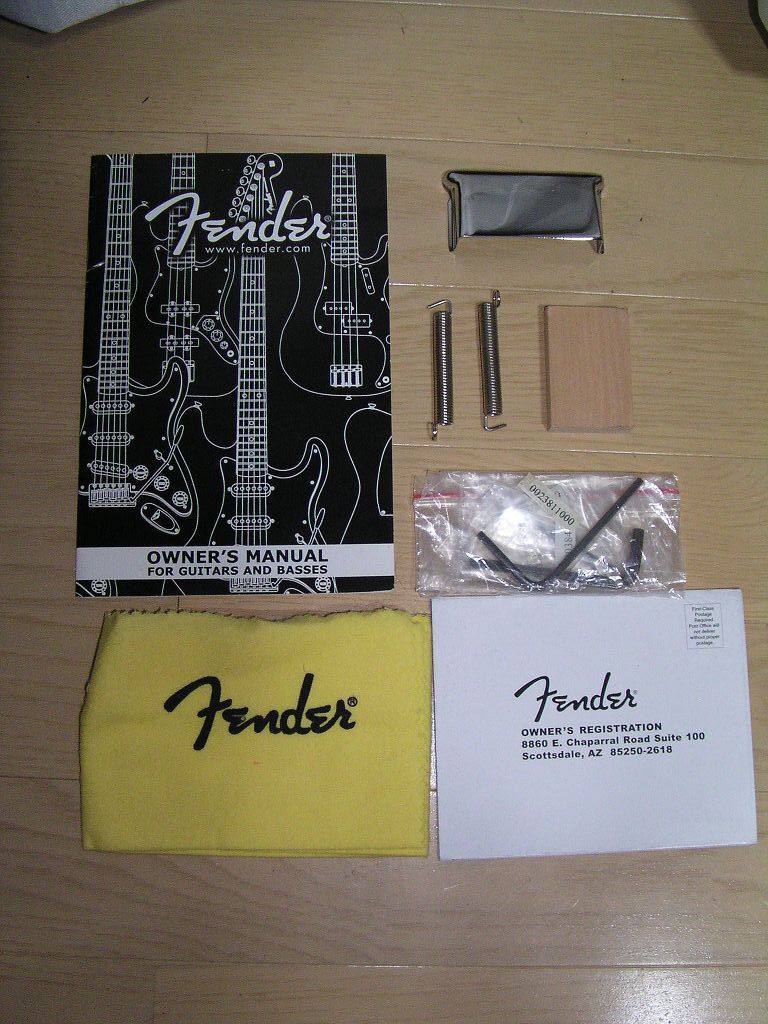 Fender
www.fender.com
OWNER'S MANUAL
FOR GUITARS AND BASSES
0023811000
Fender®
First-Class
Postage
Required
Post Office will
not deliver
without proper
postage.
Fender®
OWNER'S REGISTRATION
8860 E. Chaparral Road Suite 100
Scottsdale, AZ 85250-2618